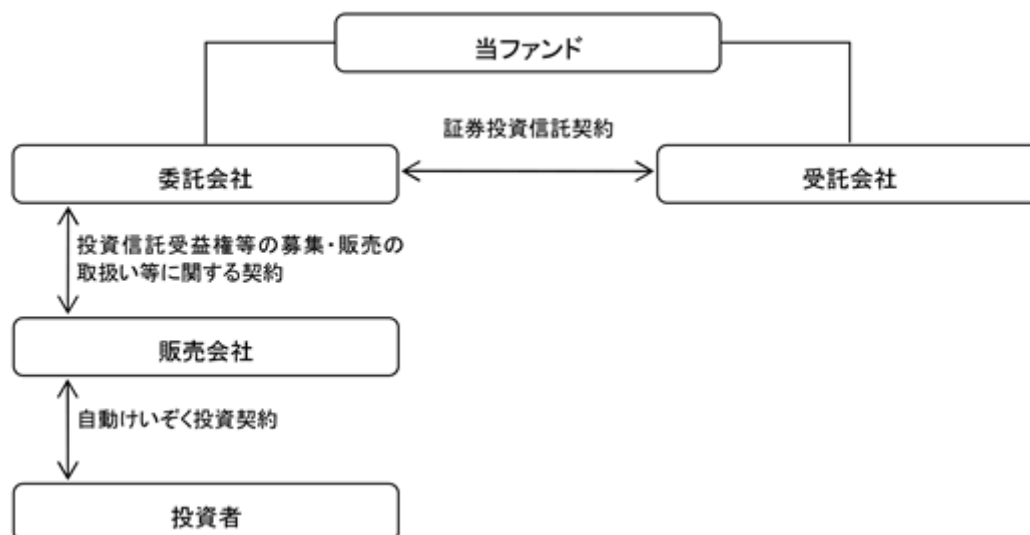 当ファンド
証券投資信託契約
委託会社
受託会社
投資信託受益権等の募集・販売の
取扱い等に関する契約
販売会社
自動けいぞく投資契約
投資者